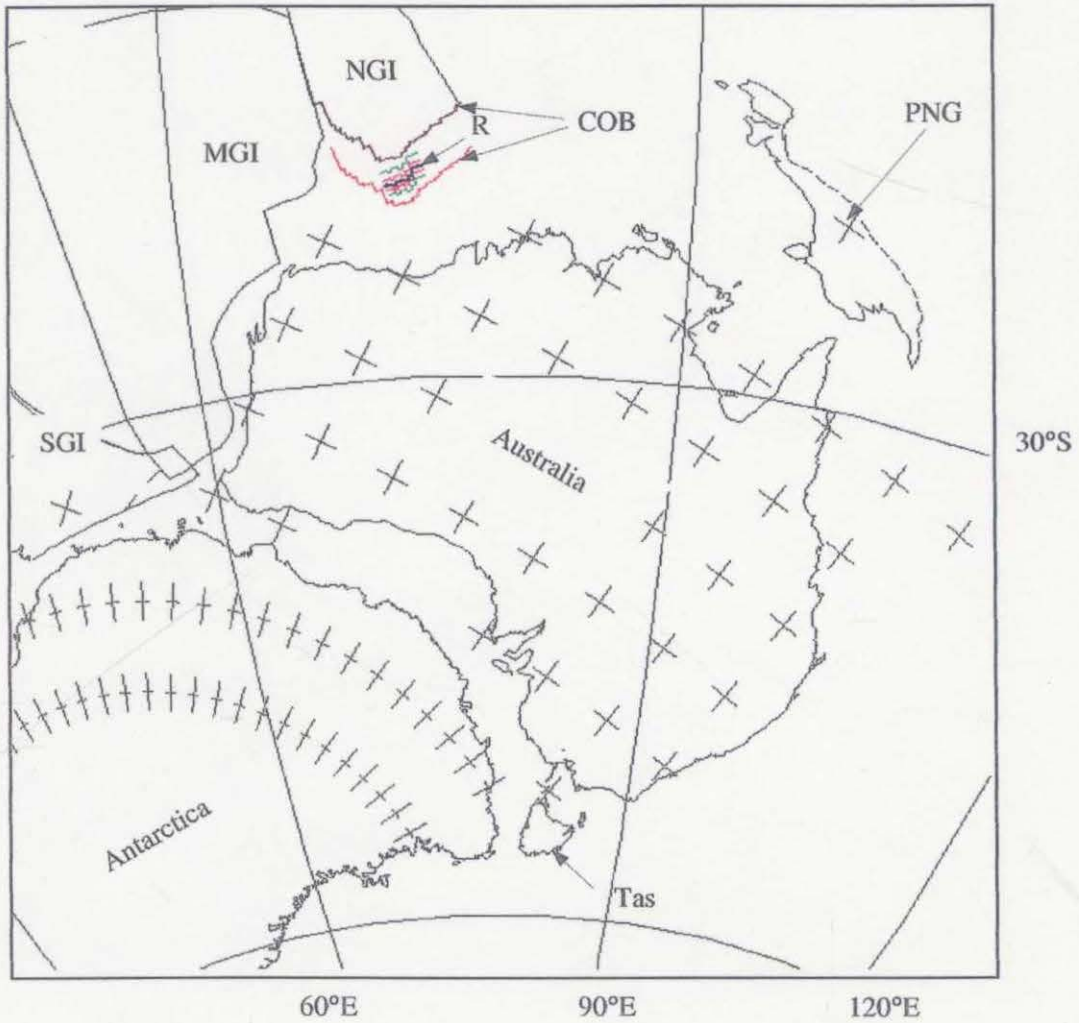 NGI
PNG
R
COB
MGI
30°S
SGI
Australia
Antarctica
Tas
60°E
90°E
120°E